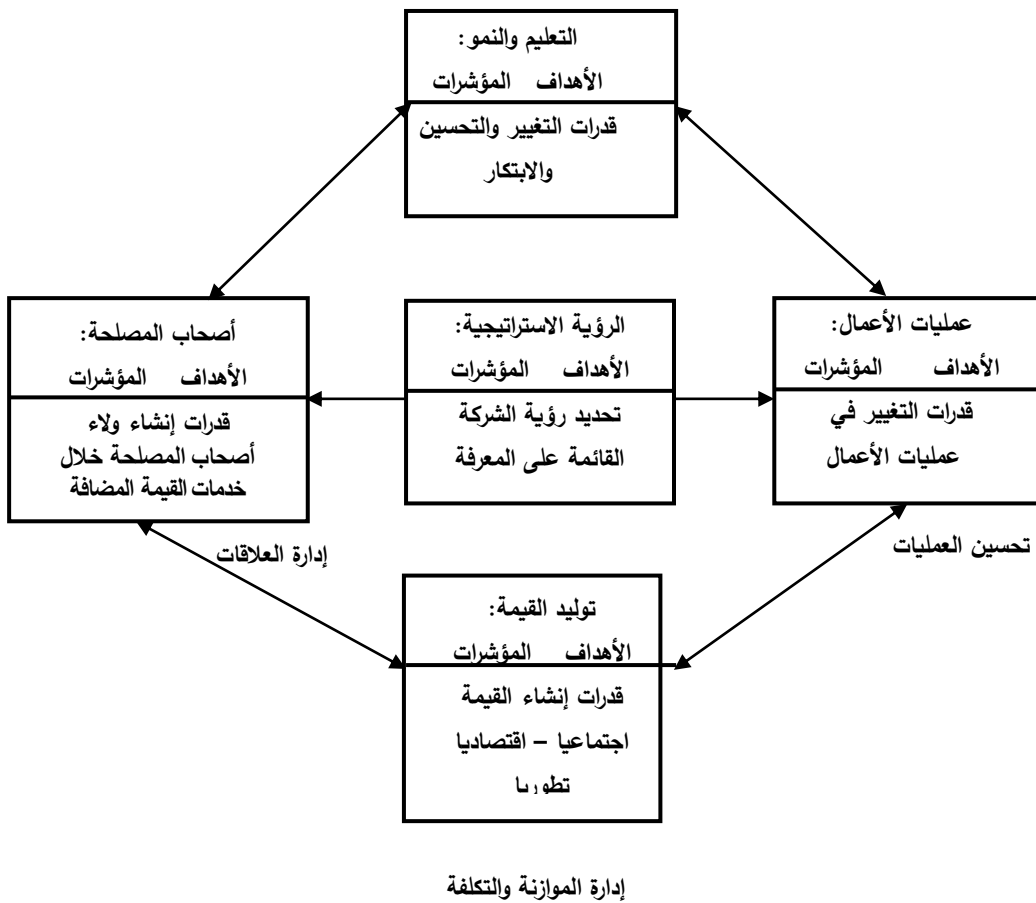 التعليم والنمو:
الأهداف المؤشرات
قدرات التغيير والتحسين
والابتكار
أصحاب المصلحة:
الأهداف المؤشرات
قدرات إنشاء ولاء
أصحاب المصلحة خلال
خدمات القيمة المضافة
الرؤية الاستراتيجية:
الأهداف المؤشرات
تحديد رؤية الشركة
القائمة على المعرفة
عمليات الأعمال:
الأهداف المؤشرات
قدرات التغيير في
عمليات الأعمال
إدارة العلاقات
تحسين العمليات
توليد القيمة:
الأهداف المؤشرات
قدرات إنشاء القيمة
اجتماعيا – اقتصاديا
تطوريا
إدارة الموازنة والتكلفة